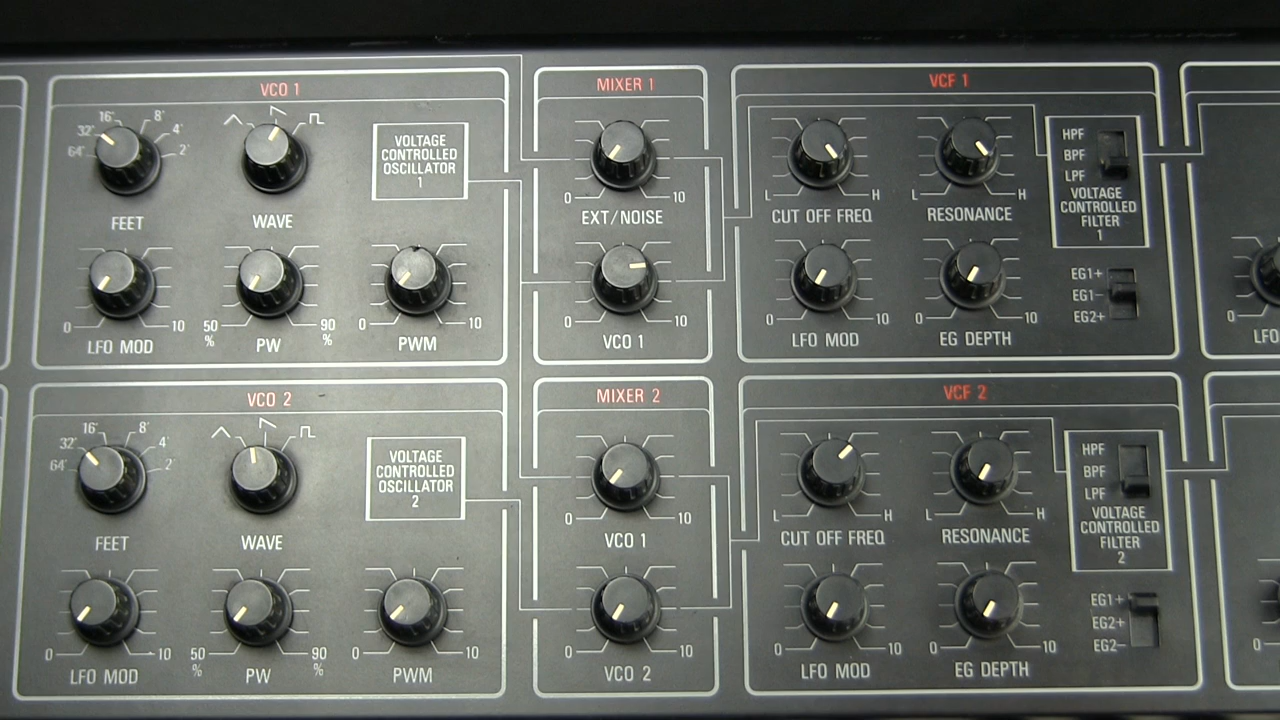 VCO 1
16' 8'
32' 4'
64' 2'
FEET
WAVE
VOLTAGE
CONTROLLED
OSCILLATOR
1
0 10
LFO MOD
50 % 90 %
PW
0 10
PWM
MIXER 1
0 10
EXT/NOISE
0 10
VCO 1
VCF 1
L H
CUT OFF FREQ
L H
RESONANCE
HPF
BPF
LPF
VOLTAGE
CONTROLLED
FILTER
1
0 10
LFO MOD
0 10
EG DEPTH
EG1+
EG1−
EG2+
0
LFO
VCO 2
16' 8'
32' 4'
64' 2'
FEET
WAVE
VOLTAGE
CONTROLLED
OSCILLATOR
2
0 10
LFO MOD
50 % 90 %
PW
0 10
PWM
MIXER 2
0 10
VCO 1
0 10
VCO 2
VCF 2
L H
CUT OFF FREQ
L H
RESONANCE
HPF
BPF
LPF
VOLTAGE
CONTROLLED
FILTER
2
0 10
LFO MOD
0 10
EG DEPTH
EG1+
EG2+
EG2−
0